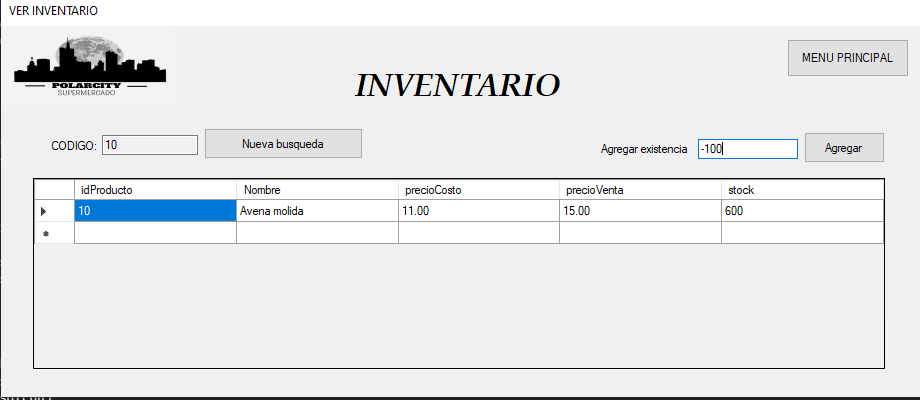 VER INVENTARIO
POLARCITY
SUPERMERCADO
INVENTARIO
MENU PRINCIPAL
CODIGO: 10 Nueva busqueda Agregar existencia -100 Agregar
idProducto Nombre precioCosto precioVenta stock
10 Avena molida 11.00 15.00 600